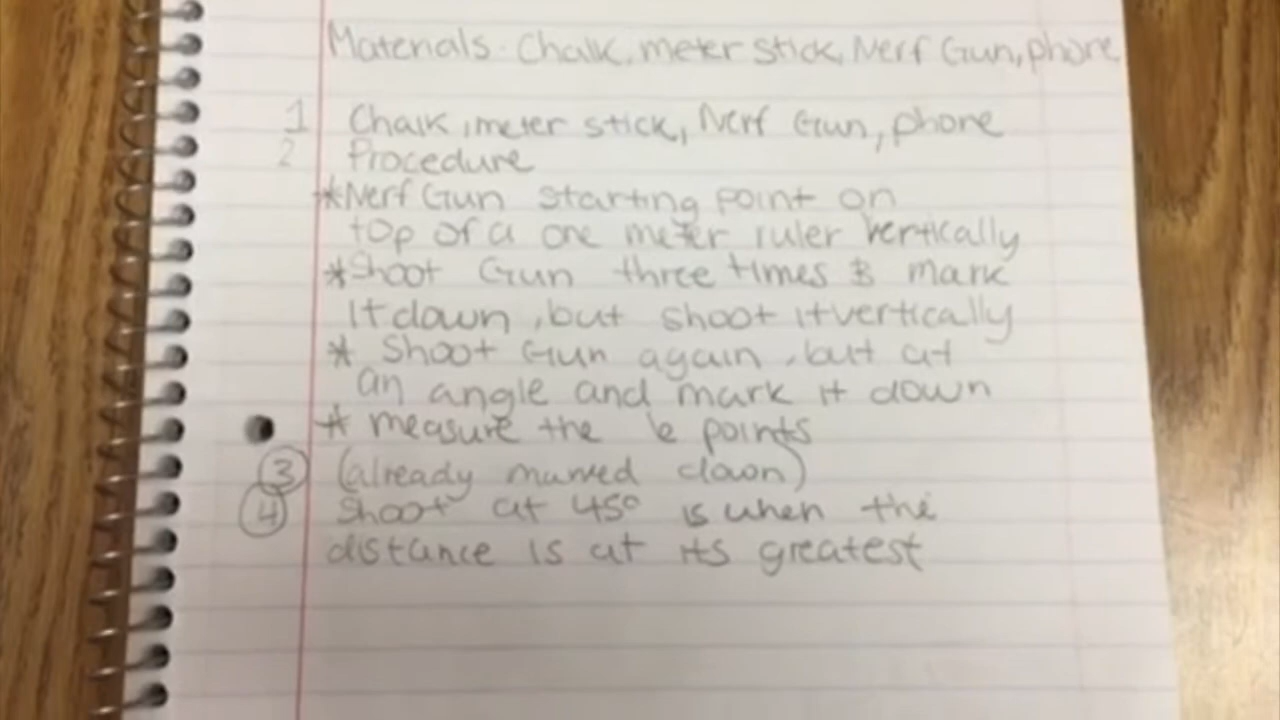 Materials: Chalk, meter stick, Nerf Gun, phone
1 Chalk, meter stick, Nerf Gun, phone
2 Procedure
*Nerf Gun starting point on
top of a one meter ruler vertically
*Shoot Gun three times & mark
it down, but shoot it vertically
* Shoot Gun again, but at
an angle and mark it down
* measure the 6 points
3 (already marked down)
4 Shoot at 45° is when the
distance is at its greatest